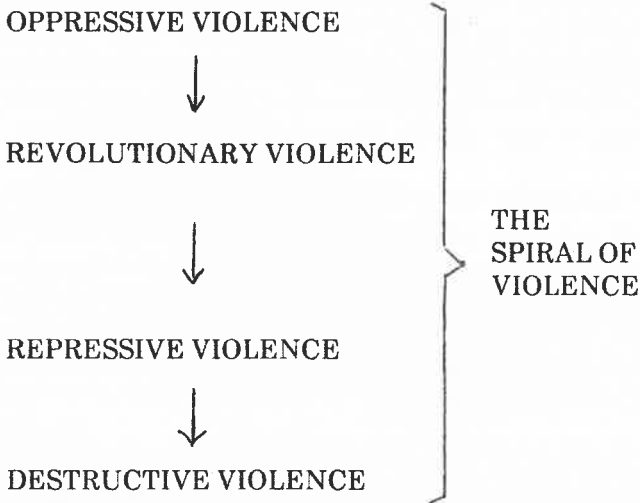 OPPRESSIVE VIOLENCE
REVOLUTIONARY VIOLENCE
THE
SPIRAL OF
VIOLENCE
REPRESSIVE VIOLENCE
DESTRUCTIVE VIOLENCE